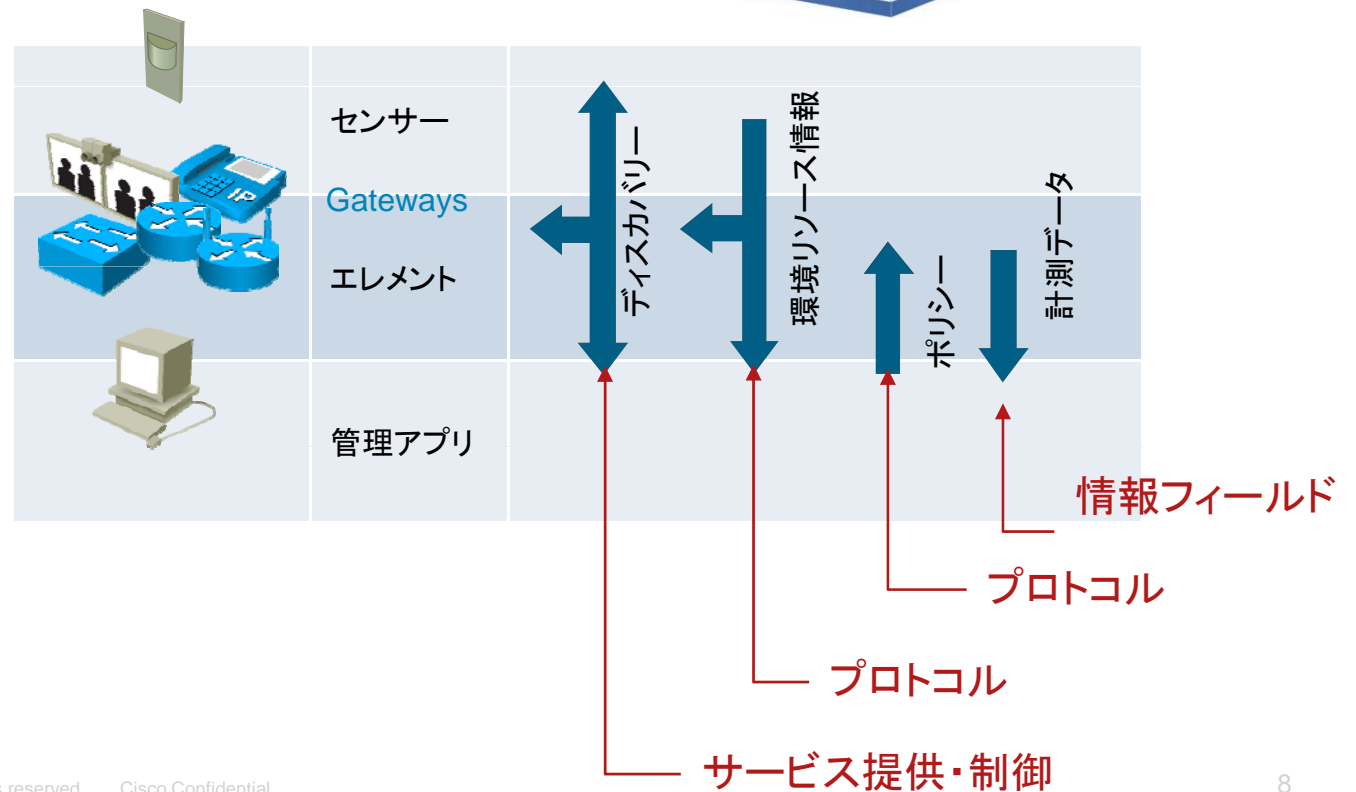 センサー
Gateways
エレメント
管理アプリ
ディスカバリー
環境リソース情報
ポリシー
計測データ
情報フィールド
プロトコル
プロトコル
サービス提供・制御
s reserved Cisco Confidential
8